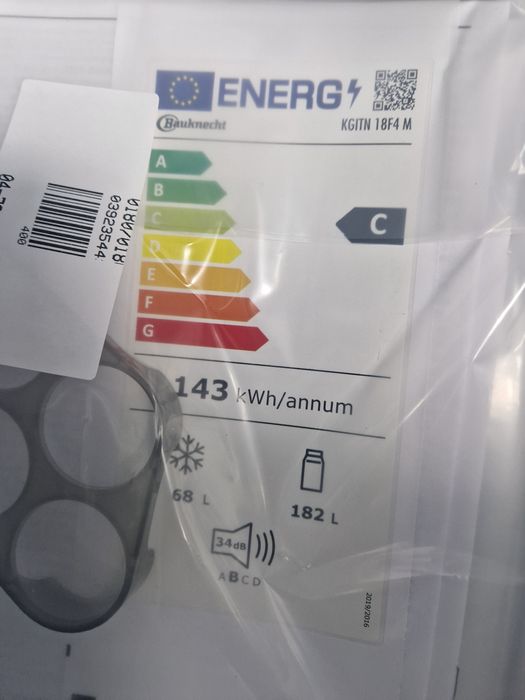 ENERG
Bauknecht
KGITN 18F4 M
A
B
C
D
E
F
G
C
143 kWh/annum
68 L
182 L
34dB
ABCD
2019/2016
03923544
400